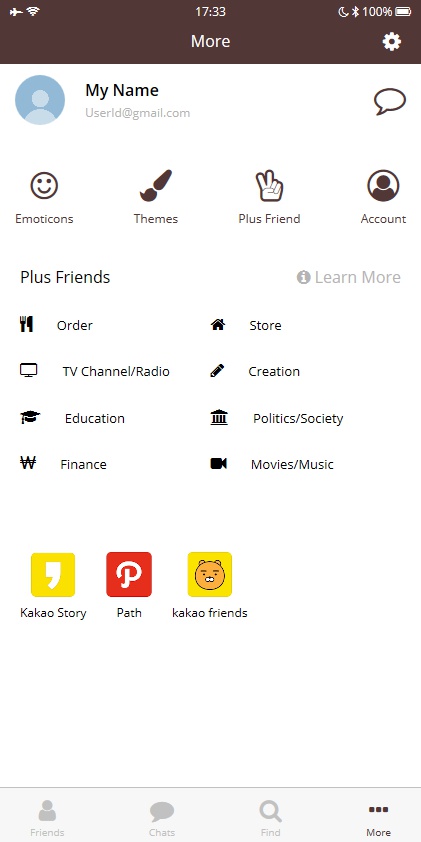 17:33
100%
More
My Name
UserId@gmail.com
Emoticons
Themes
Plus Friend
Account
Plus Friends
Learn More
Order
Store
TV Channel/Radio
Creation
Education
Politics/Society
Finance
Movies/Music
Kakao Story
Path
kakao friends
Friends
Chats
Find
More